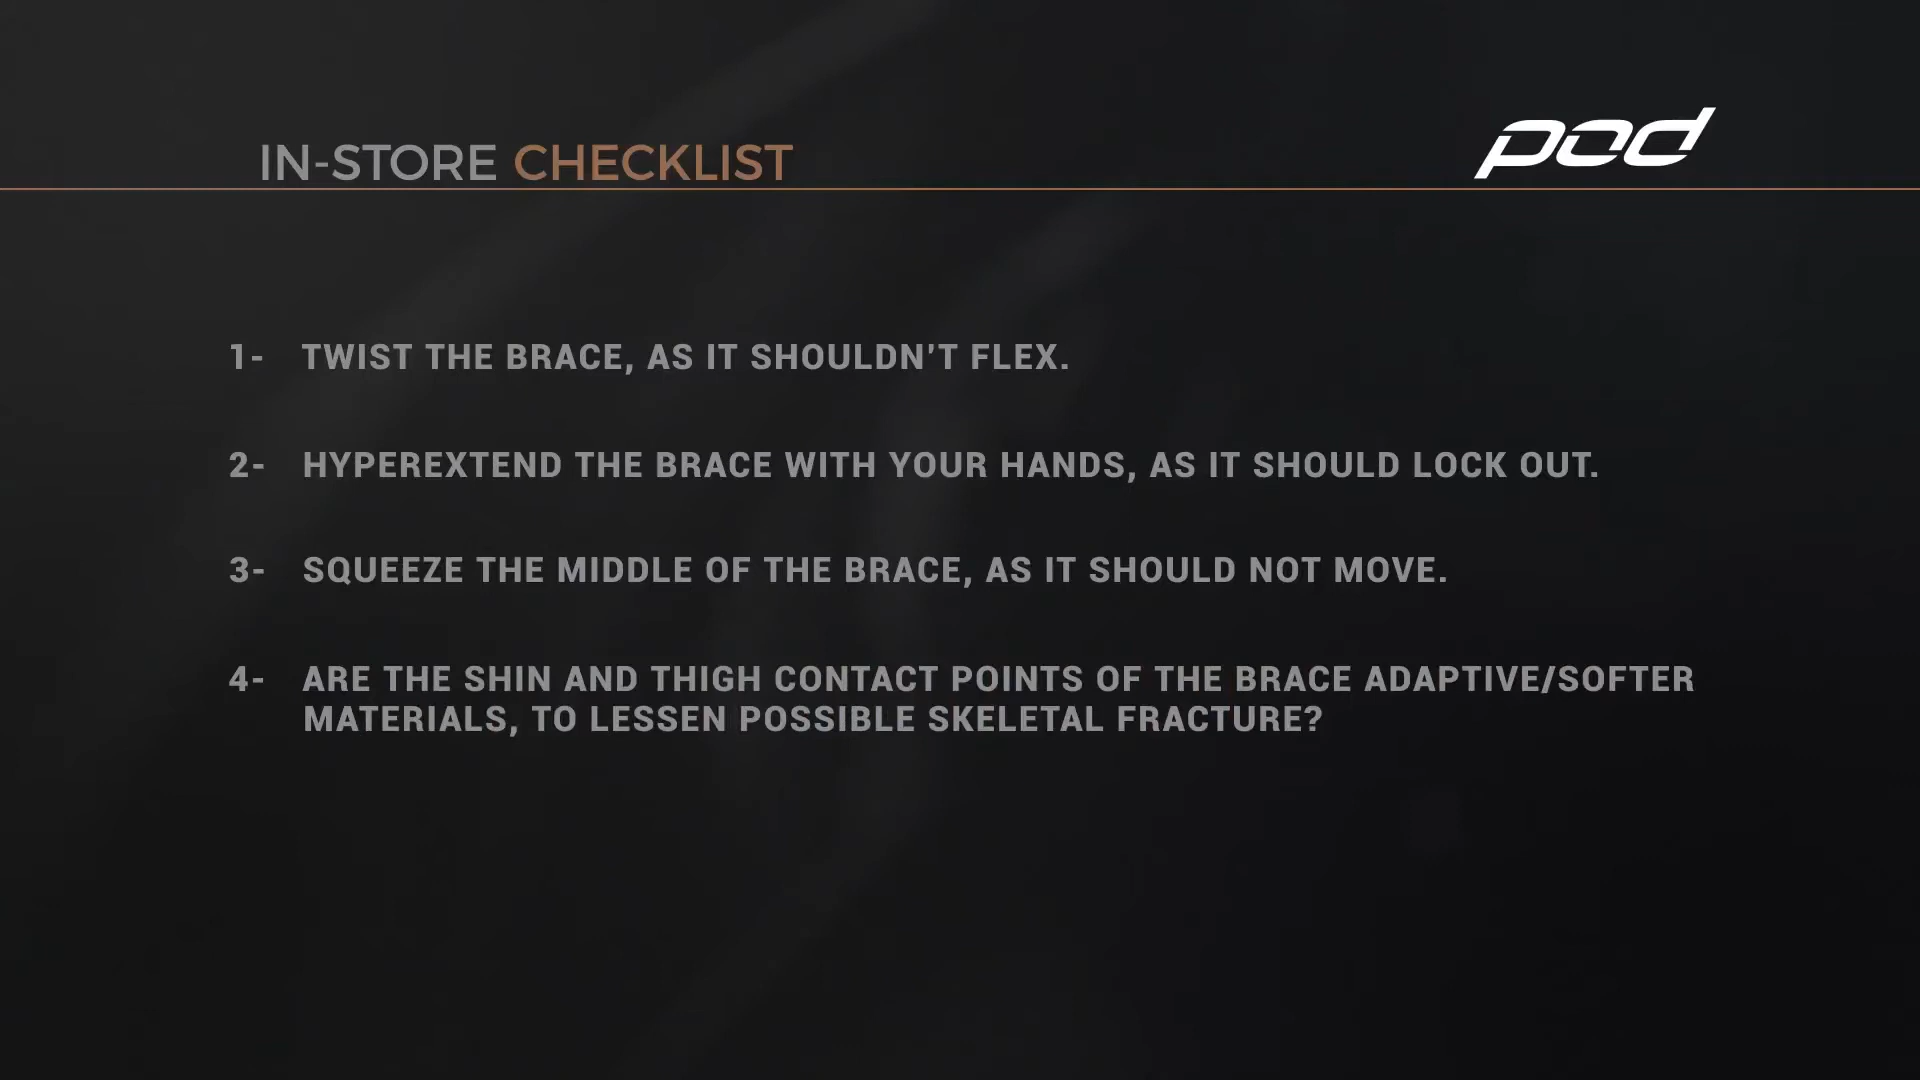 IN-STORE CHECKLIST
pod
1- TWIST THE BRACE, AS IT SHOULDN'T FLEX.
2- HYPEREXTEND THE BRACE WITH YOUR HANDS, AS IT SHOULD LOCK OUT.
3- SQUEEZE THE MIDDLE OF THE BRACE, AS IT SHOULD NOT MOVE.
4- ARE THE SHIN AND THIGH CONTACT POINTS OF THE BRACE ADAPTIVE/SOFTER
MATERIALS, TO LESSEN POSSIBLE SKELETAL FRACTURE?